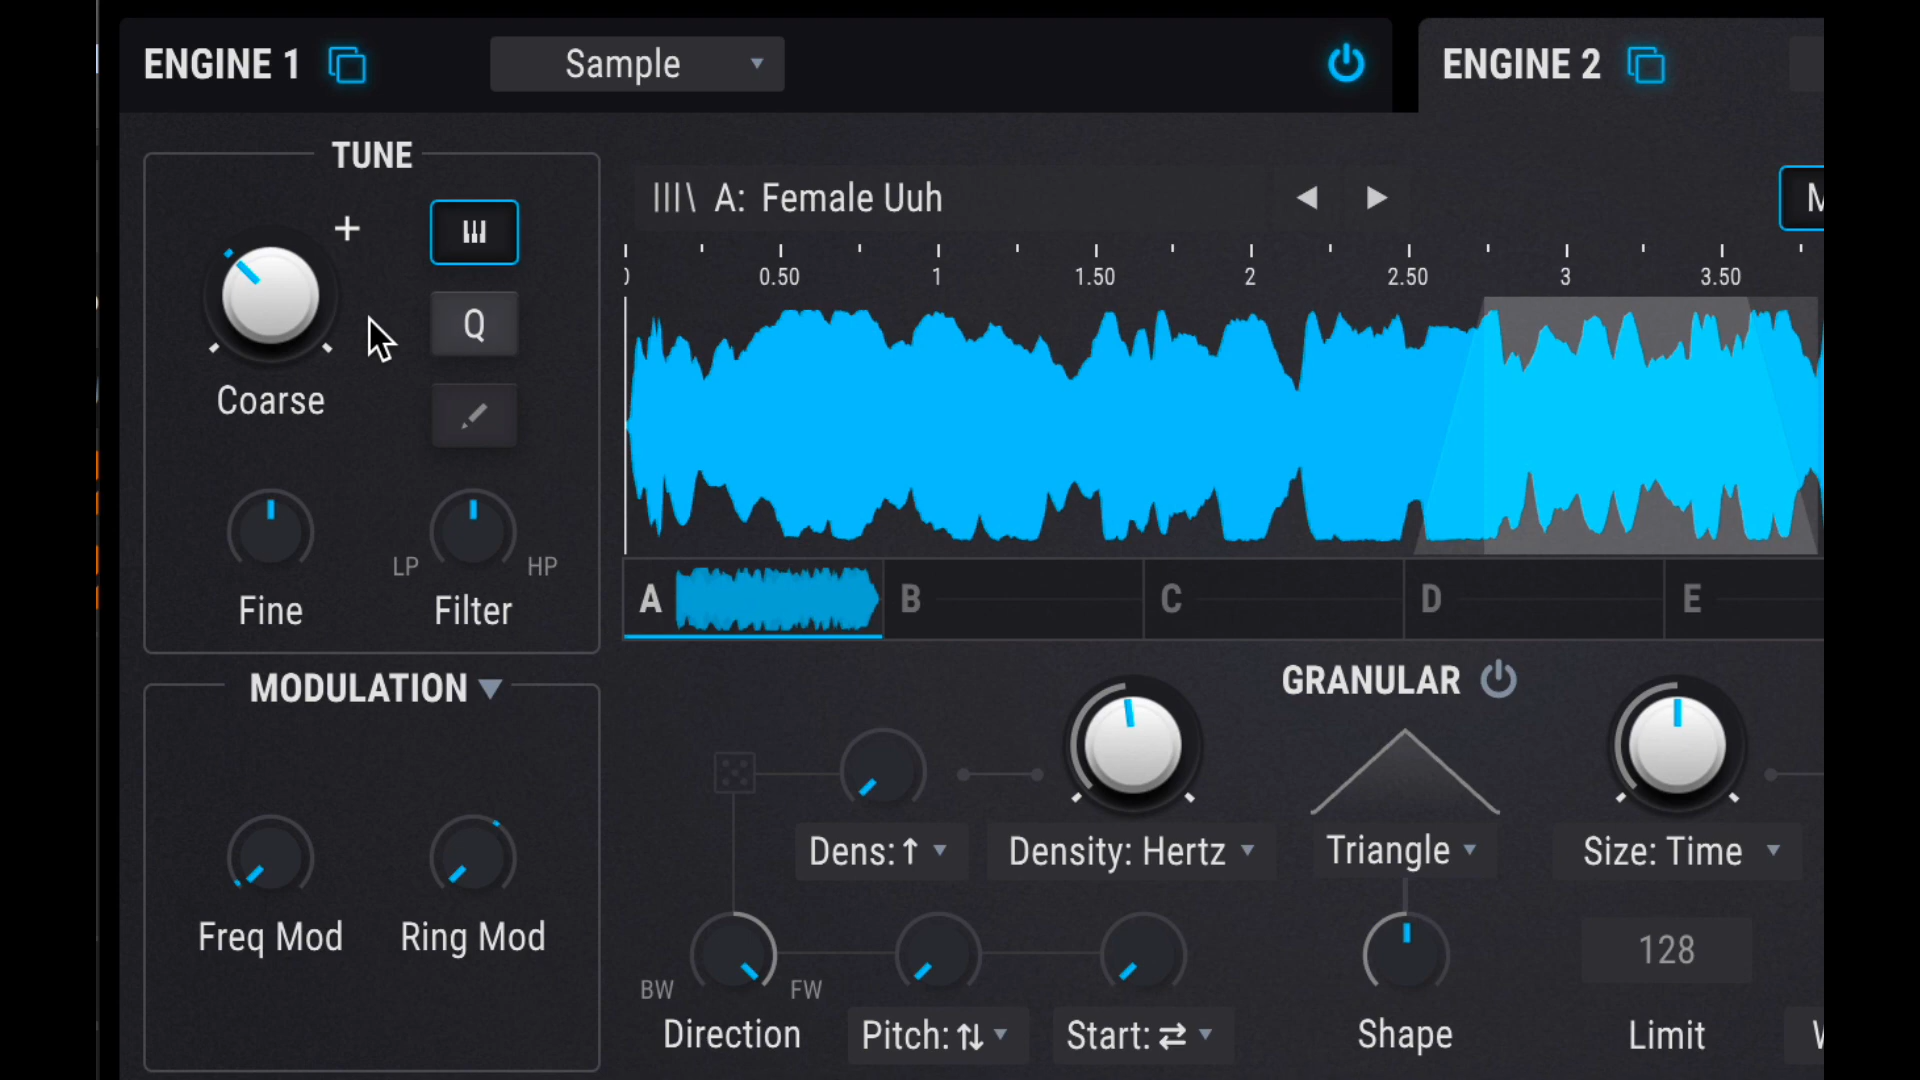 ENGINE 1
Sample
ENGINE 2
TUNE
A: Female Uuh
M
0.50
1
1.50
2
2.50
3
3.50
Q
Coarse
LP
HP
Fine
Filter
A
B
C
D
E
MODULATION
GRANULAR
Dens:↑
Density: Hertz
Triangle
Size: Time
Freq Mod
Ring Mod
128
BW
FW
Direction
Pitch:⇅
Start:⇄
Shape
Limit